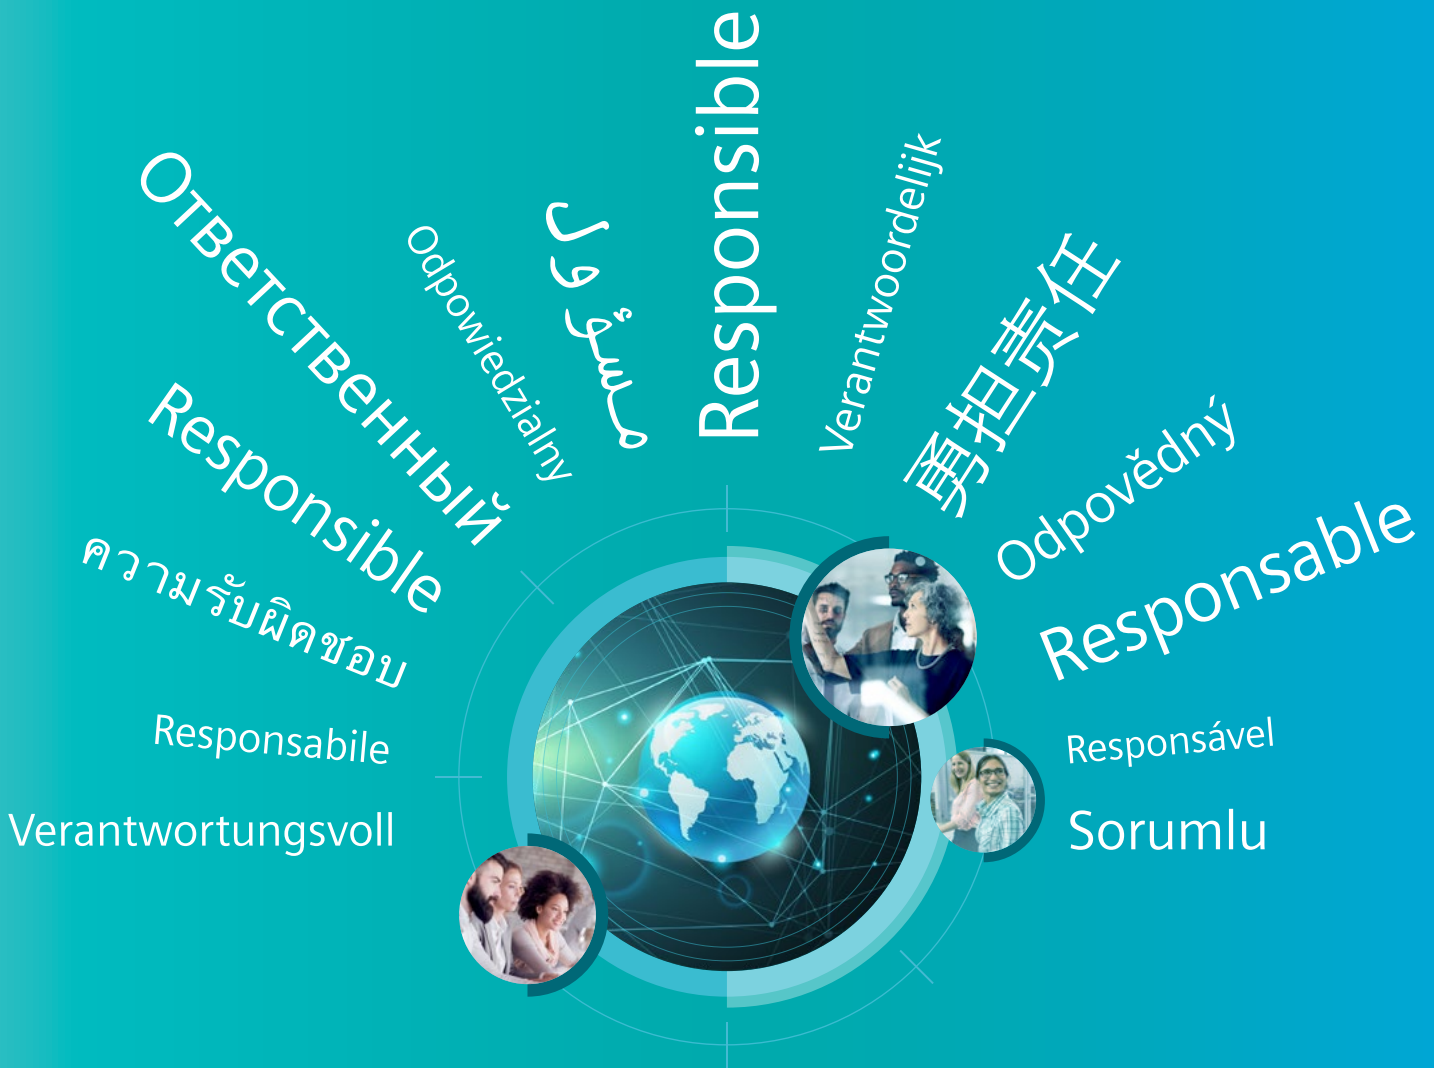 Verantwortungsvoll
Responsabile
ความรับผิดชอบ
Responsible
Ответственный
Odpowiedzialny
مسؤول
Responsible
Verantwoordelijk
勇担责任
Odpovědný
Responsable
Responsável
Sorumlu